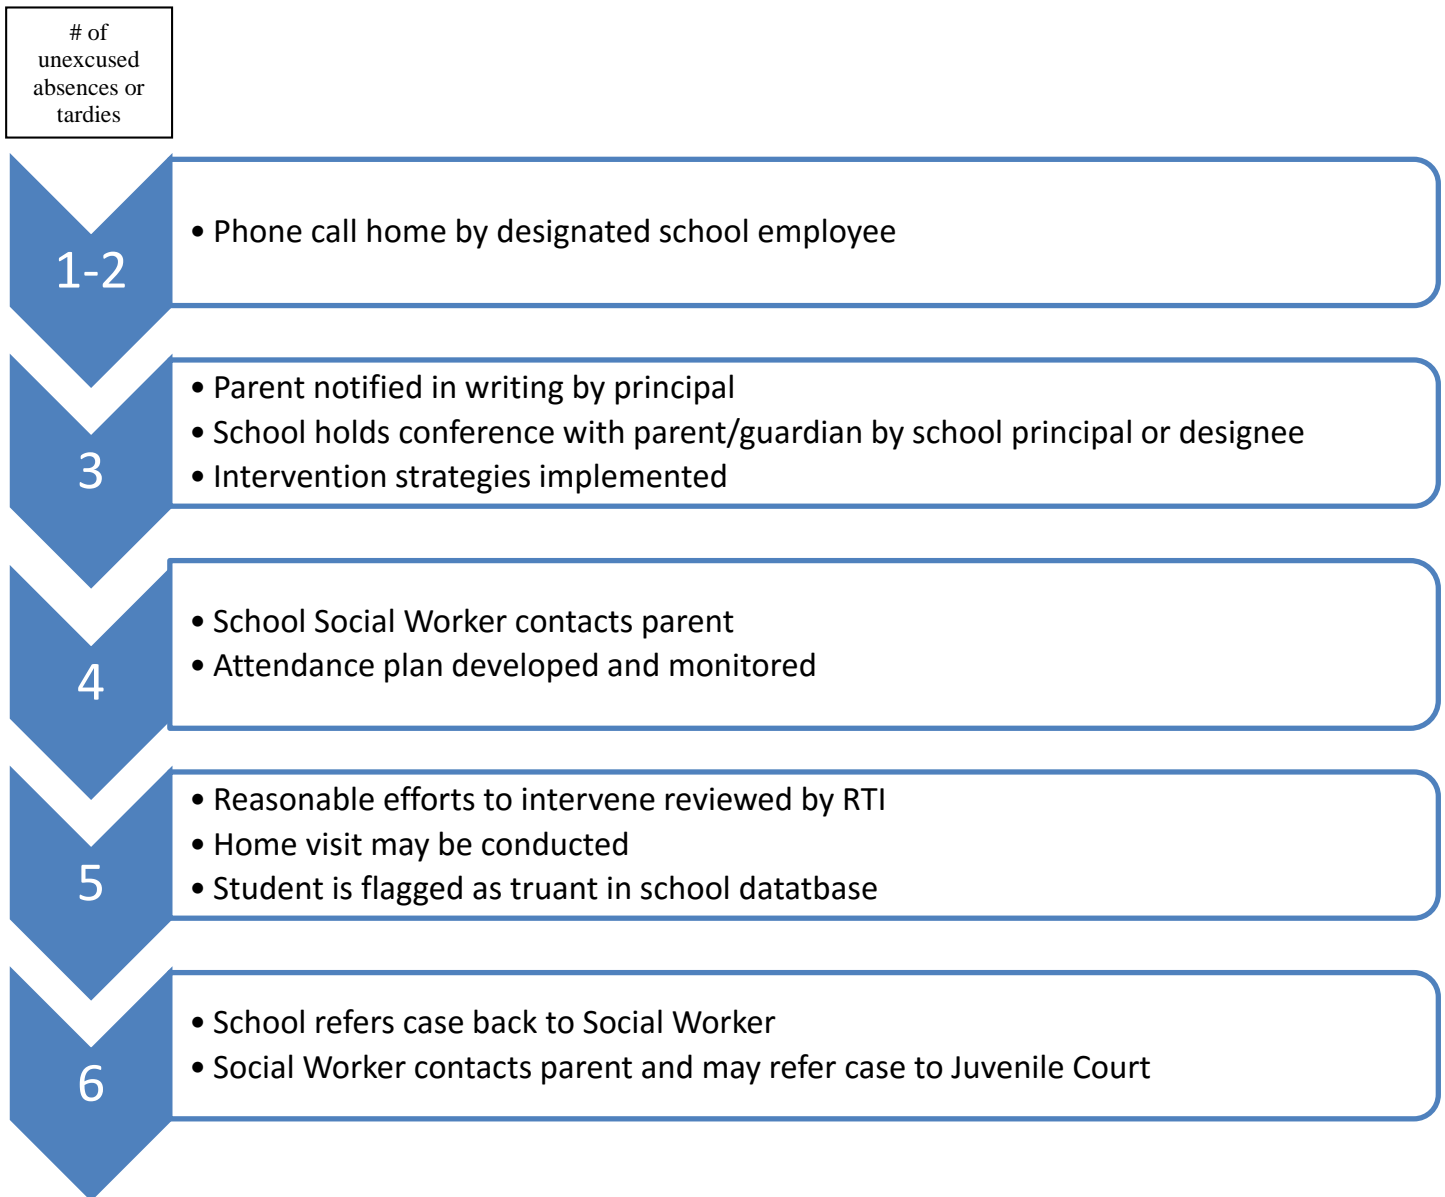 # of
unexcused
absences or
tardies
1-2
• Phone call home by designated school employee
3
• Parent notified in writing by principal
• School holds conference with parent/guardian by school principal or designee
• Intervention strategies implemented
4
• School Social Worker contacts parent
• Attendance plan developed and monitored
5
• Reasonable efforts to intervene reviewed by RTI
• Home visit may be conducted
• Student is flagged as truant in school datatbase
6
• School refers case back to Social Worker
• Social Worker contacts parent and may refer case to Juvenile Court